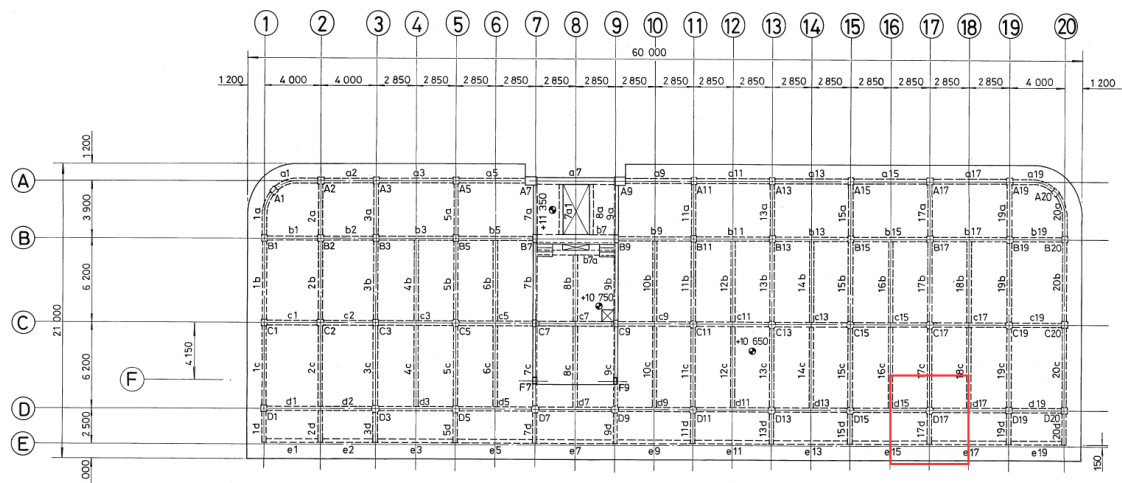 1 2 3 4 5 6 7 8 9 10 11 12 13 14 15 16 17 18 19 20
60 000
1 200 4 000 4 000 2 850 2 850 2 850 2 850 2 850 2 850 2 850 2 850 2 850 2 850 2 850 2 850 2 850 2 850 2 850 2 850 4 000 1 200
1 200
a1 a2 a3 a5 a7 a9 a11 a13 a15 a17 a19
A
A1 A2 A3 A5 A7 A9 A11 A13 A15 A17 A19 A20
3 900
1a 2a 3a 5a 7a +11 350 7a1 8a 9a 11a 13a 15a 17a 19a 20a
b1 b2 b3 b5 b7 b9 b11 b13 b15 b17 b19
B
B1 B2 B3 B5 B7 B9 B11 B13 B15 B17 B19 B20
b7a
6 200
1b 2b 3b 4b 5b 6b 7b 8b 9b 10b 11b 12b 13b 14b 15b 16b 17b 18b 19b 20b
+10 750
21 000
c1 c2 c3 c5 c7 c9 c11 c13 c15 c17 c19
C
C1 C2 C3 C5 C7 C9 C11 C13 C15 C17 C19 C20
+10 650
6 200
4 150
1c 2c 3c 4c 5c 6c 7c 8c 9c 10c 11c 12c 13c 14c 15c 16c 17c 18c 19c 20c
F
F7 F9
d1 d2 d3 d5 d7 d9 d11 d13 d15 d17 d19
D
D1 D3 D5 D7 D9 D11 D13 D15 D17 D19 D20
2 500
1d 2d 3d 5d 7d 9d 11d 13d 15d 17d 19d 20d
E
e1 e2 e3 e5 e7 e9 e11 e13 e15 e17 e19
000
150